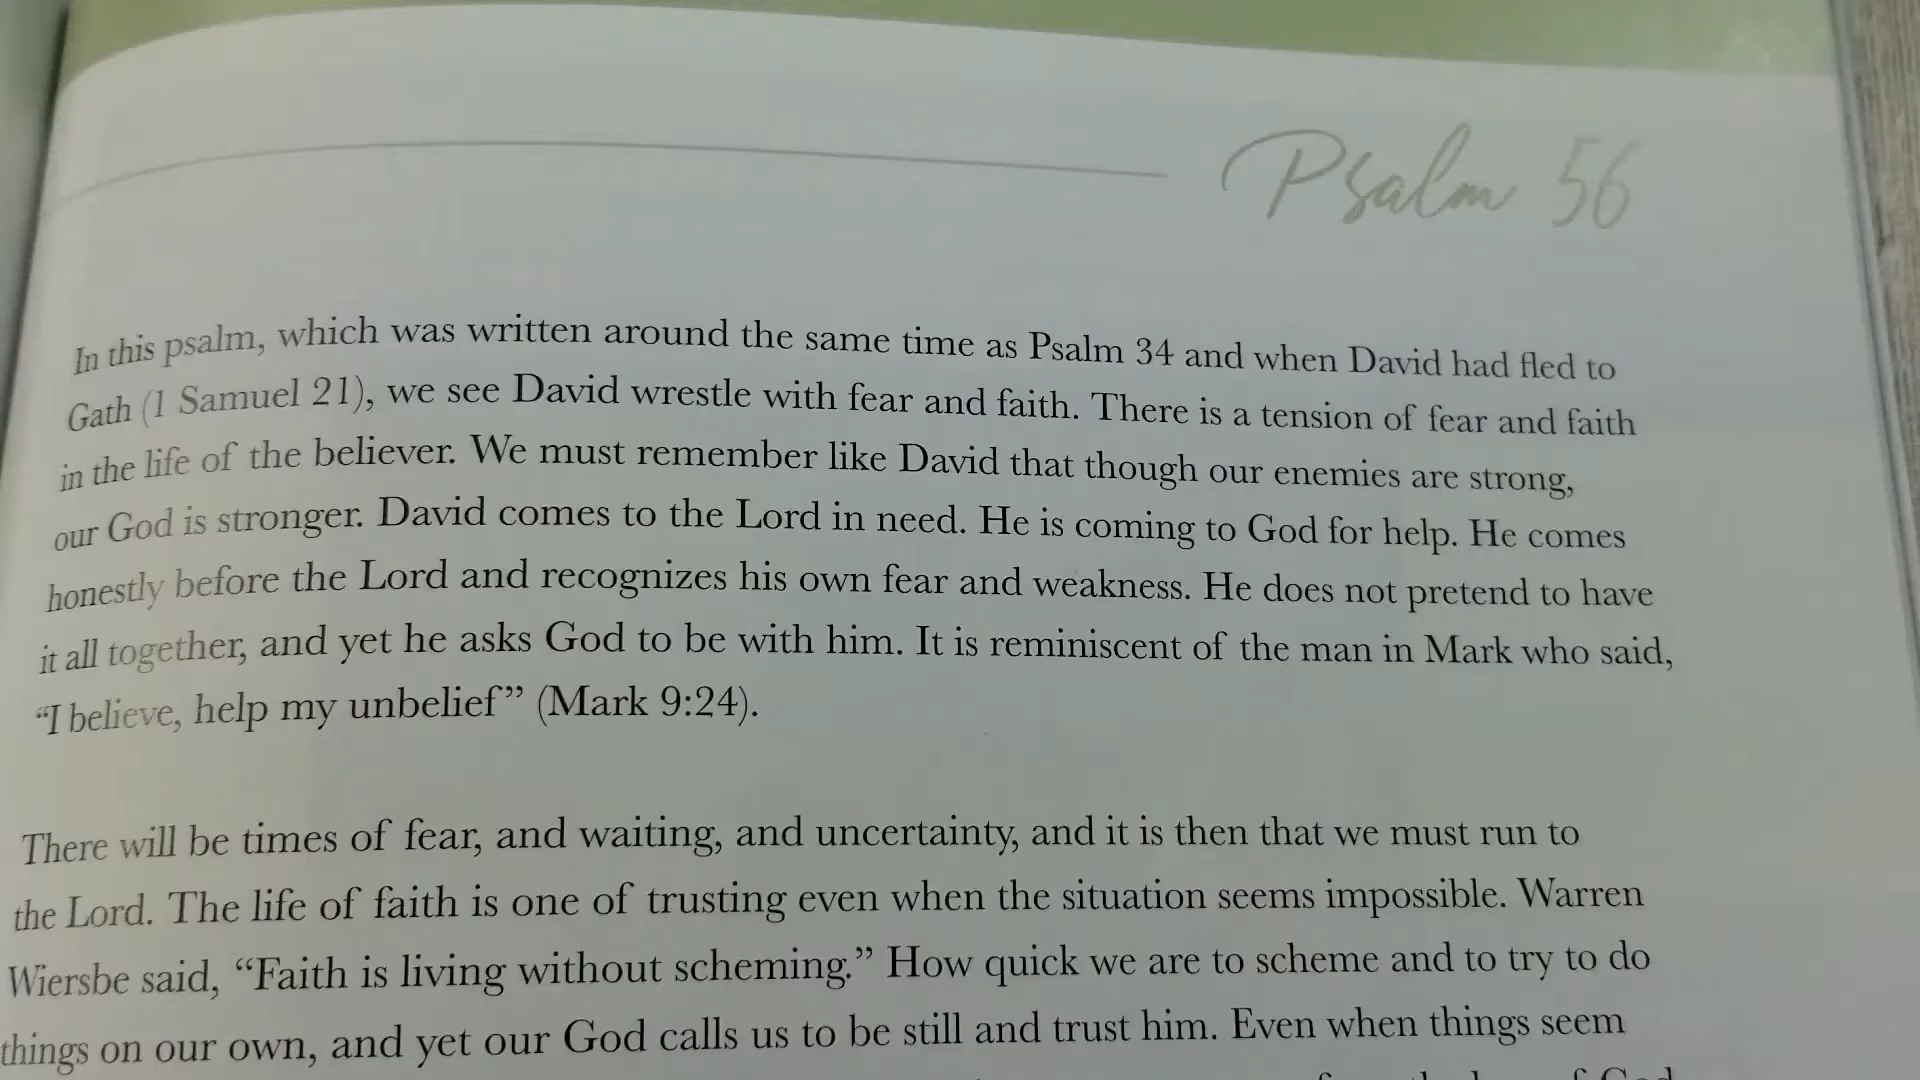 Psalm 56
In this psalm, which was written around the same time as Psalm 34 and when David had fled to
Gath (1 Samuel 21), we see David wrestle with fear and faith. There is a tension of fear and faith
in the life of the believer. We must remember like David that though our enemies are strong,
our God is stronger. David comes to the Lord in need. He is coming to God for help. He comes
honestly before the Lord and recognizes his own fear and weakness. He does not pretend to have
it all together, and yet he asks God to be with him. It is reminiscent of the man in Mark who said,
“I believe, help my unbelief” (Mark 9:24).
There will be times of fear, and waiting, and uncertainty, and it is then that we must run to
the Lord. The life of faith is one of trusting even when the situation seems impossible. Warren
Wiersbe said, “Faith is living without scheming.” How quick we are to scheme and to try to do
things on our own, and yet our God calls us to be still and trust him. Even when things seem